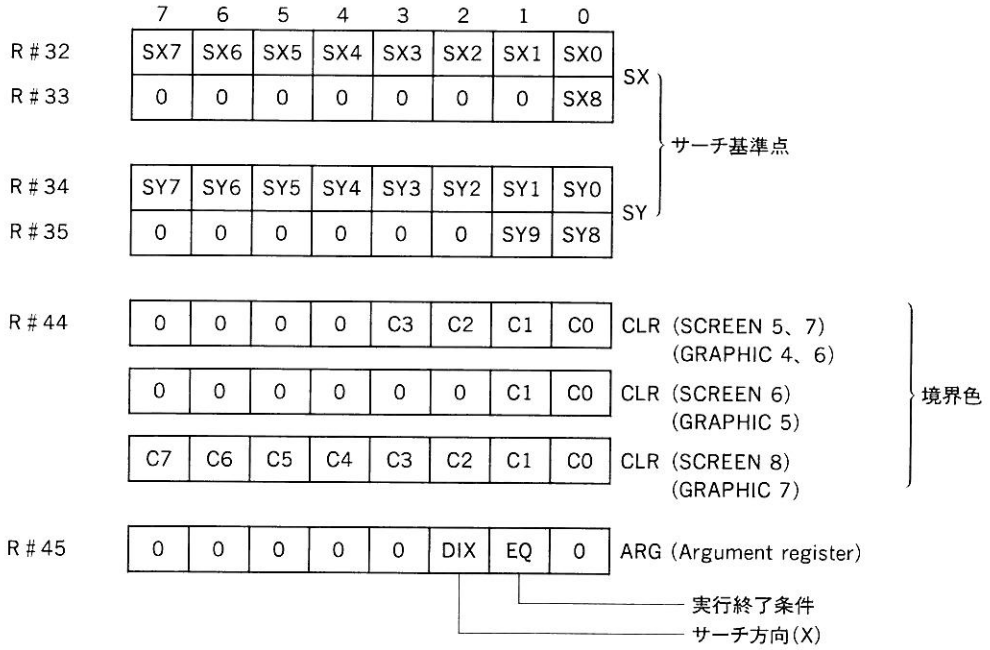 7 6 5 4 3 2 1 0
R#32 SX7 SX6 SX5 SX4 SX3 SX2 SX1 SX0
SX
R#33 0 0 0 0 0 0 0 SX8
サーチ基準点
R#34 SY7 SY6 SY5 SY4 SY3 SY2 SY1 SY0
SY
R#35 0 0 0 0 0 0 SY9 SY8
R#44 0 0 0 0 C3 C2 C1 C0 CLR (SCREEN 5、7)
(GRAPHIC 4、6)
0 0 0 0 0 0 C1 C0 CLR (SCREEN 6)
境界色
(GRAPHIC 5)
C7 C6 C5 C4 C3 C2 C1 C0 CLR (SCREEN 8)
(GRAPHIC 7)
R#45 0 0 0 0 0 DIX EQ 0 ARG (Argument register)
実行終了条件
サーチ方向(X)